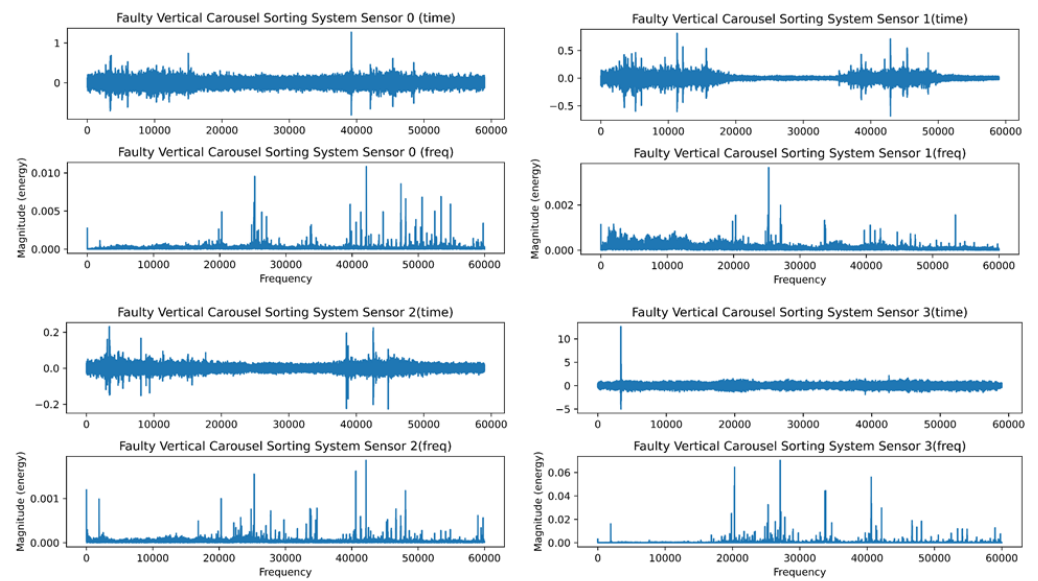 Faulty Vertical Carousel Sorting System Sensor 0 (time)
1
0
0 10000 20000 30000 40000 50000 60000
Faulty Vertical Carousel Sorting System Sensor 0 (freq)
Magnitude (energy)
0.010
0.005
0.000
0 10000 20000 30000 40000 50000 60000
Frequency
Faulty Vertical Carousel Sorting System Sensor 1(time)
0.5
0.0
−0.5
0 10000 20000 30000 40000 50000 60000
Faulty Vertical Carousel Sorting System Sensor 1(freq)
Magnitude (energy)
0.002
0.000
0 10000 20000 30000 40000 50000 60000
Frequency
Faulty Vertical Carousel Sorting System Sensor 2(time)
0.2
0.0
−0.2
0 10000 20000 30000 40000 50000 60000
Faulty Vertical Carousel Sorting System Sensor 2(freq)
Magnitude (energy)
0.001
0.000
0 10000 20000 30000 40000 50000 60000
Frequency
Faulty Vertical Carousel Sorting System Sensor 3(time)
10
5
0
−5
0 10000 20000 30000 40000 50000 60000
Faulty Vertical Carousel Sorting System Sensor 3(freq)
Magnitude (energy)
0.06
0.04
0.02
0.00
0 10000 20000 30000 40000 50000 60000
Frequency